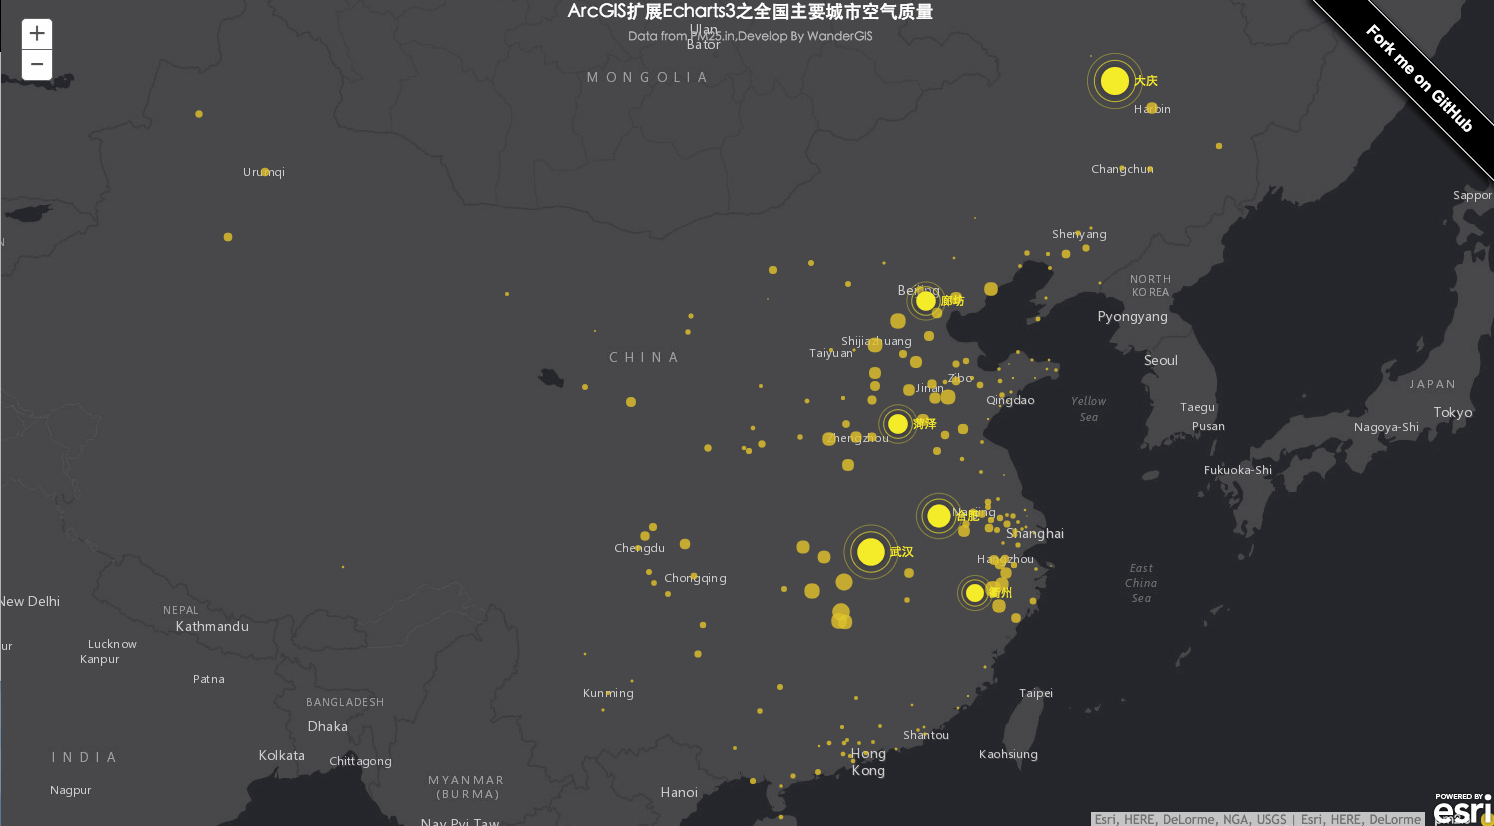 ArcGIS扩展Echarts3之全国主要城市空气质量
Data from PM25.in,Develop By WanderGIS
Fork me on GitHub
+
−
Ulan
Bator
MONGOLIA
大庆
Harbin
Changchun
Urumqi
Sappor
Shenyang
NORTH
KOREA
Pyongyang
Beijing
廊坊
Shijiazhuang
Taiyuan
CHINA
Seoul
Zibo
Jinan
Qingdao
Yellow
Sea
JAPAN
Tokyo
Taegu
Pusan
Nagoya-Shi
菏泽
Zhengzhou
Fukuoka-Shi
Nanjing
合肥
Shanghai
Chengdu
武汉
Hangzhou
Chongqing
East
China
Sea
衢州
New Delhi
NEPAL
Kathmandu
ur
Lucknow
Kanpur
Patna
Kunming
Taipei
BANGLADESH
Dhaka
Shantou
INDIA
Kolkata
Chittagong
Hong
Kong
Kaohsiung
MYANMAR
(BURMA)
Nagpur
Hanoi
Nay Pyi Taw
POWERED BY
esri
Esri, HERE, DeLorme, NGA, USGS | Esri, HERE, DeLorme